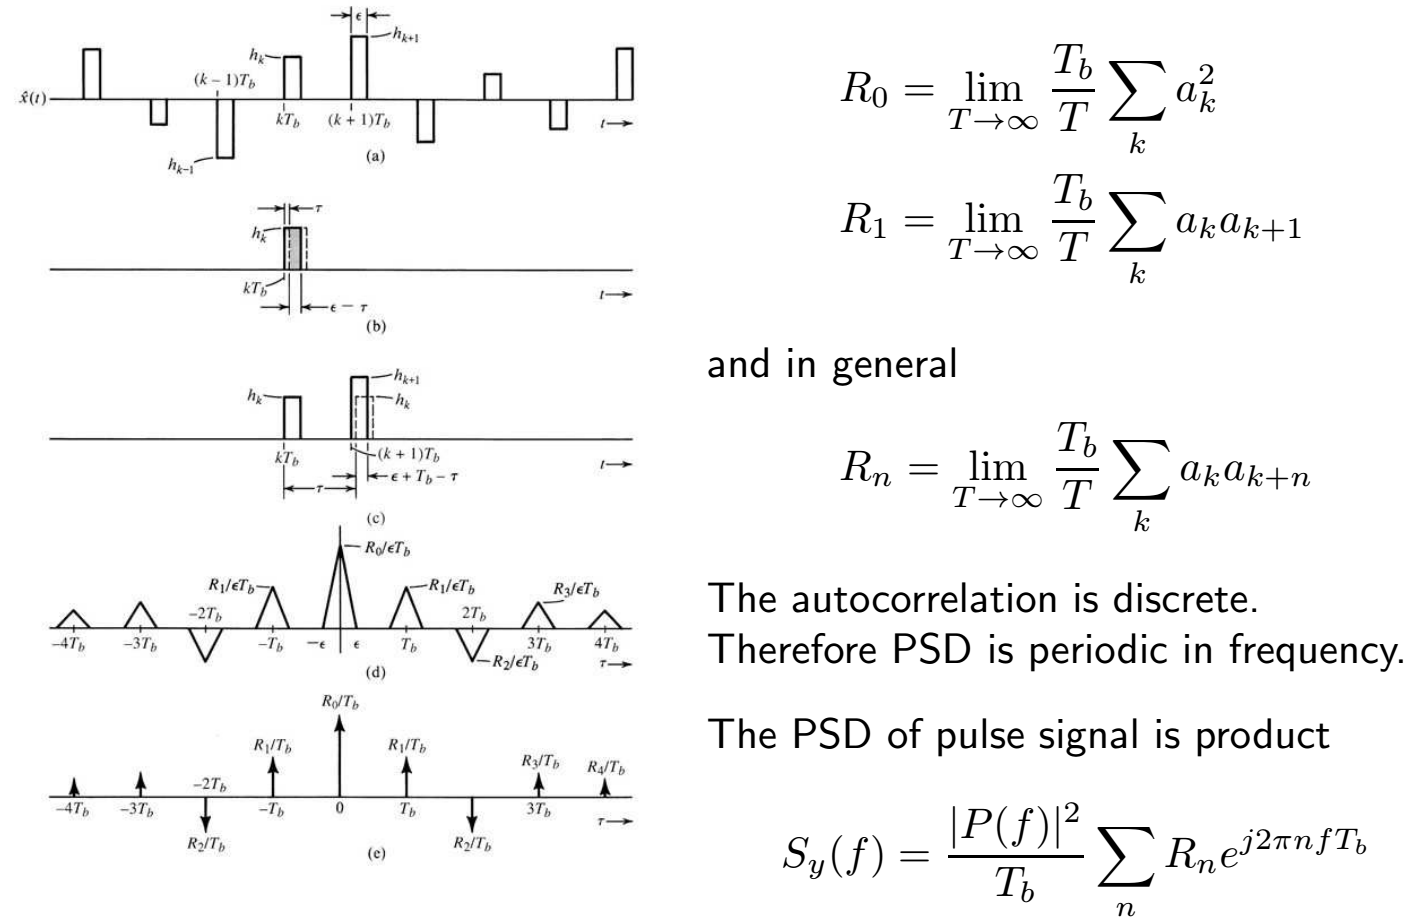 ϵ
h_{k+1}
h_k
(k – 1)T_b
x̂(t)
kT_b
(k + 1)T_b
t→
h_{k–1}
(a)
τ
h_k
kT_b
t→
ϵ – τ
(b)
h_{k+1}
h_k
h_k
kT_b
(k + 1)T_b
t→
ϵ + T_b – τ
τ
(c)
R_0/ϵT_b
R_1/ϵT_b
R_1/ϵT_b
R_3/ϵT_b
–2T_b
2T_b
–4T_b –3T_b –T_b –ϵ ϵ T_b 3T_b 4T_b
R_2/ϵT_b
τ→
(d)
R_0/T_b
R_1/T_b
R_1/T_b
R_3/T_b
R_4/T_b
–2T_b
–4T_b –3T_b –T_b 0 T_b 3T_b 4T_b
τ→
R_2/T_b
R_2/T_b
(e)
R_0 = lim_{T→∞} T_b/T ∑_k a_k^2
R_1 = lim_{T→∞} T_b/T ∑_k a_k a_{k+1}
and in general
R_n = lim_{T→∞} T_b/T ∑_k a_k a_{k+n}
The autocorrelation is discrete.
Therefore PSD is periodic in frequency.
The PSD of pulse signal is product
S_y(f) = |P(f)|^2/T_b ∑_n R_n e^{j2πnfT_b}